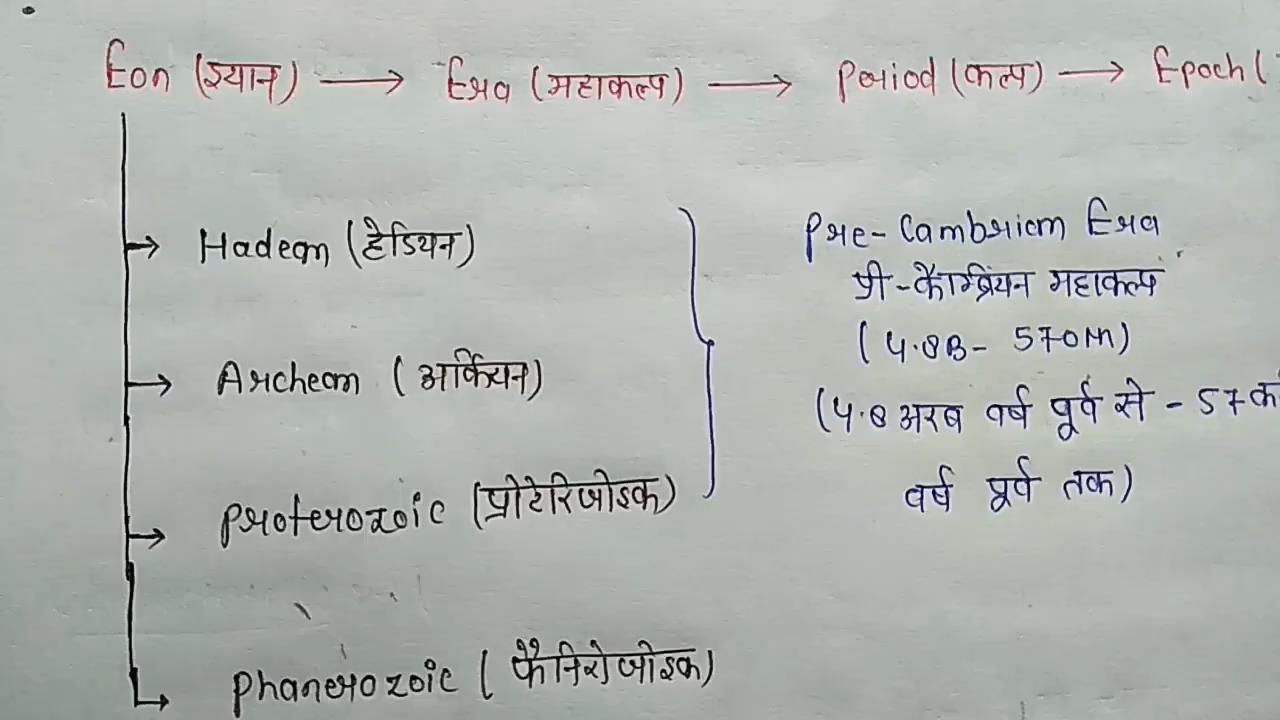 Eon (इयान) → Era (महाकल्प) → Period (कल्प) → Epoch (
Hadean (हेडियन)
Archean (आर्कियन)
Proterozoic (प्रोटेरिजोइक)
Phanerozoic (फैनिरोजोइक)
Pre-Cambrian Era
प्री-कैम्ब्रियन महाकल्प
(4.8B - 570M)
(4.8 अरब वर्ष पूर्व से - 57 क
वर्ष पूर्व तक)